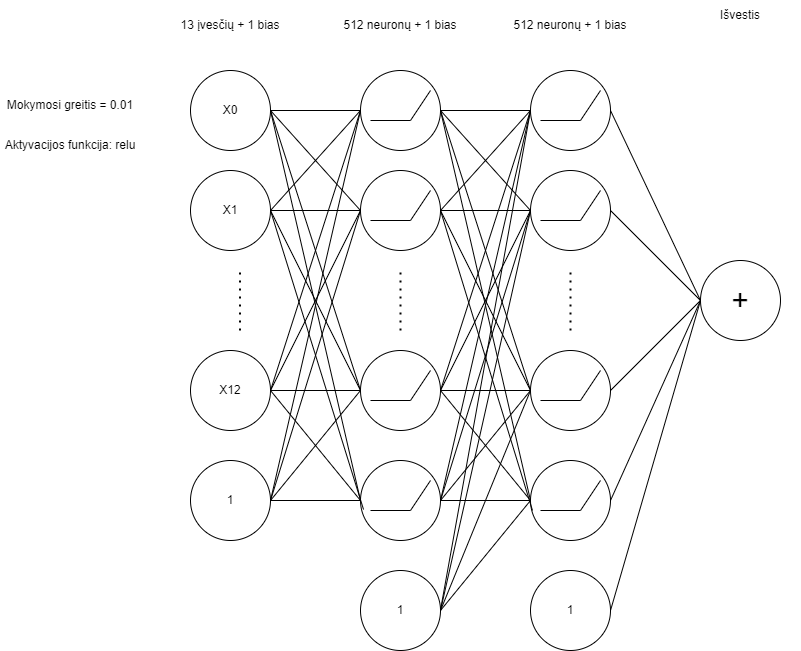 13 įvesčių + 1 bias
512 neuronų + 1 bias
512 neuronų + 1 bias
Išvestis
Mokymosi greitis = 0.01
Aktyvacijos funkcija: relu
X0
X1
X12
1
1
1
+